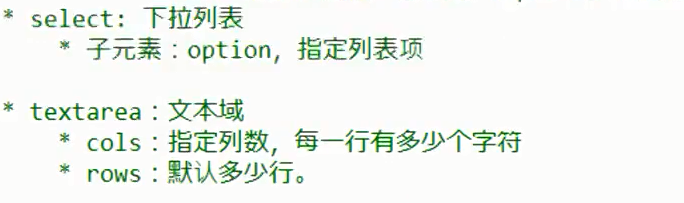 * select: 下拉列表
* 子元素：option，指定列表项
* textarea：文本域
* cols：指定列数，每一行有多少个字符
* rows：默认多少行。